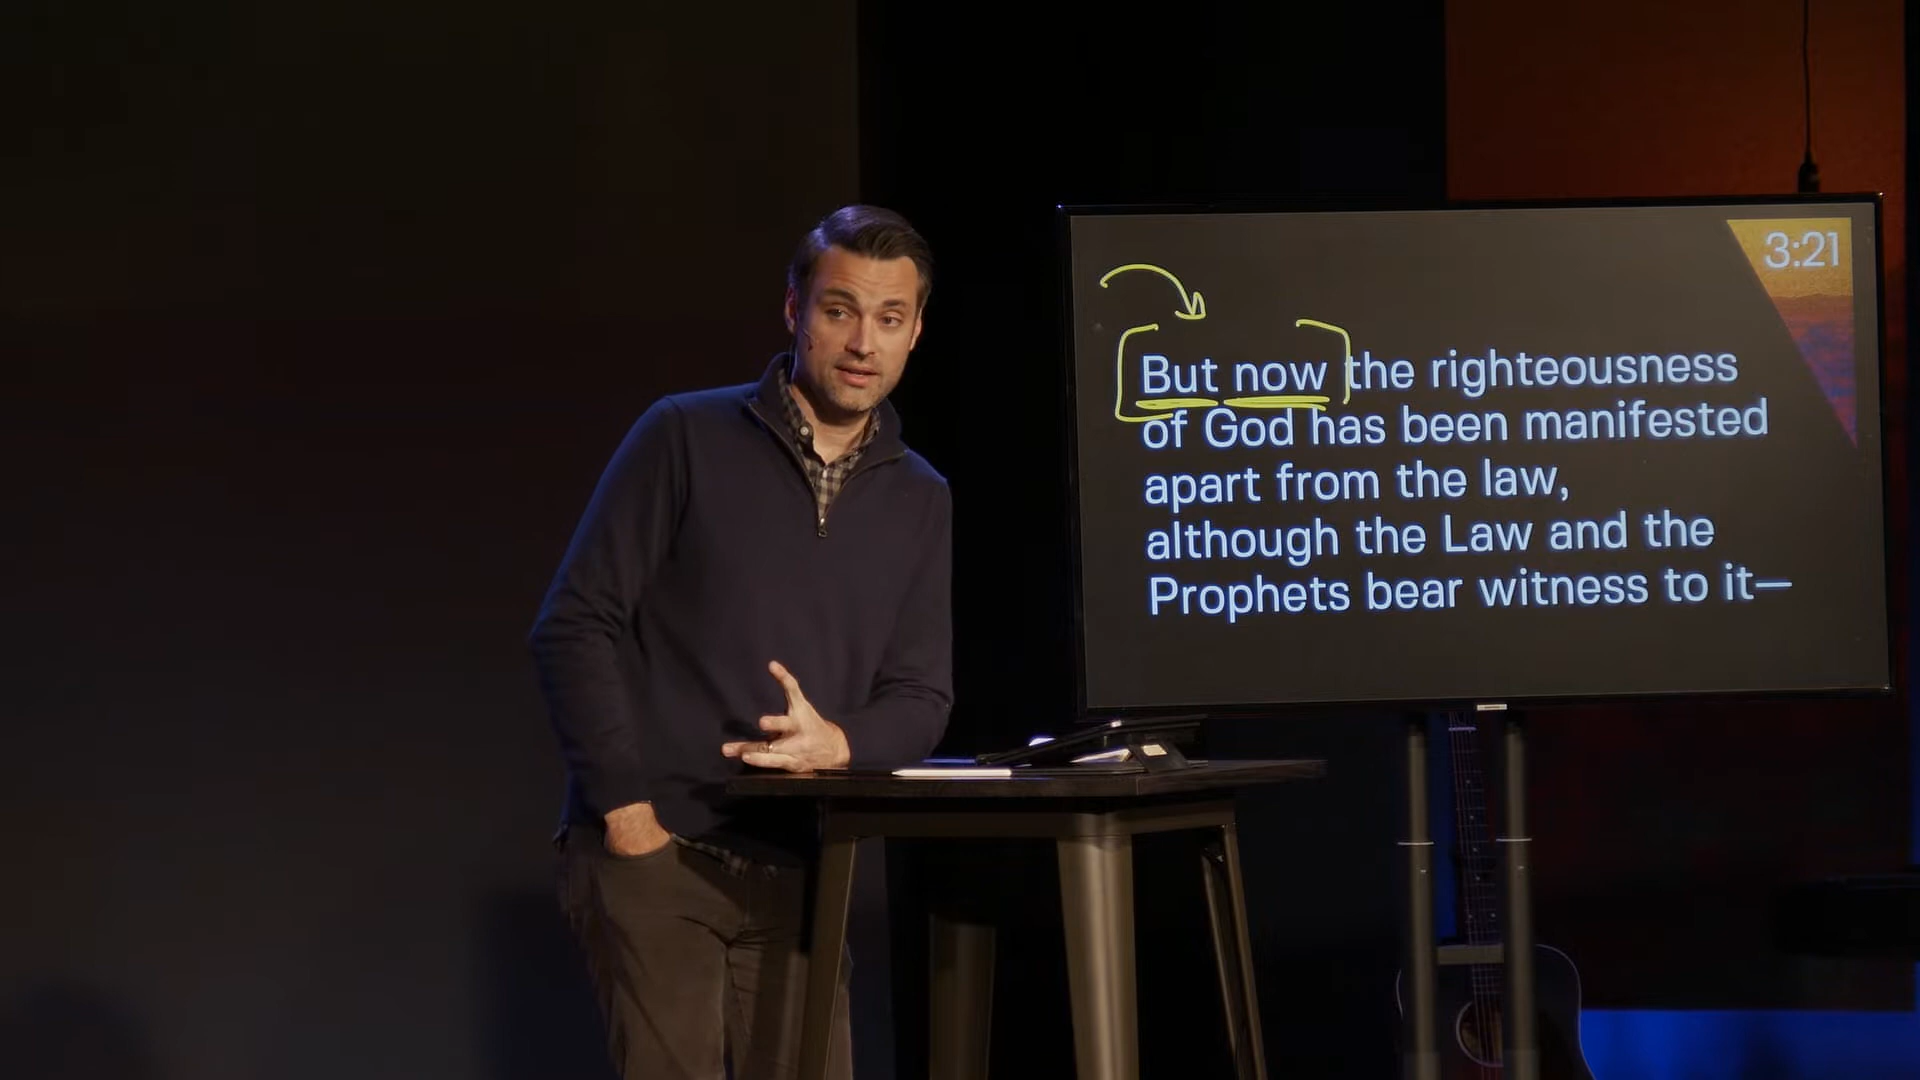 3:21
But now the righteousness
of God has been manifested
apart from the law,
although the Law and the
Prophets bear witness to it—